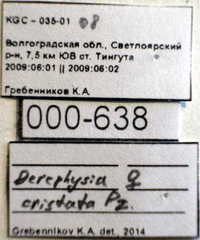 KGC – 035-01 08
Волгоградская обл., Светлоярский
р-н, 7,5 км ЮВ ст. Тингута
2009:06:01 || 2009:06:02
Гребенников К.А.
000-638
Derephysia ♀
cristata Pz.
Grebennikov K.A. det., 2014